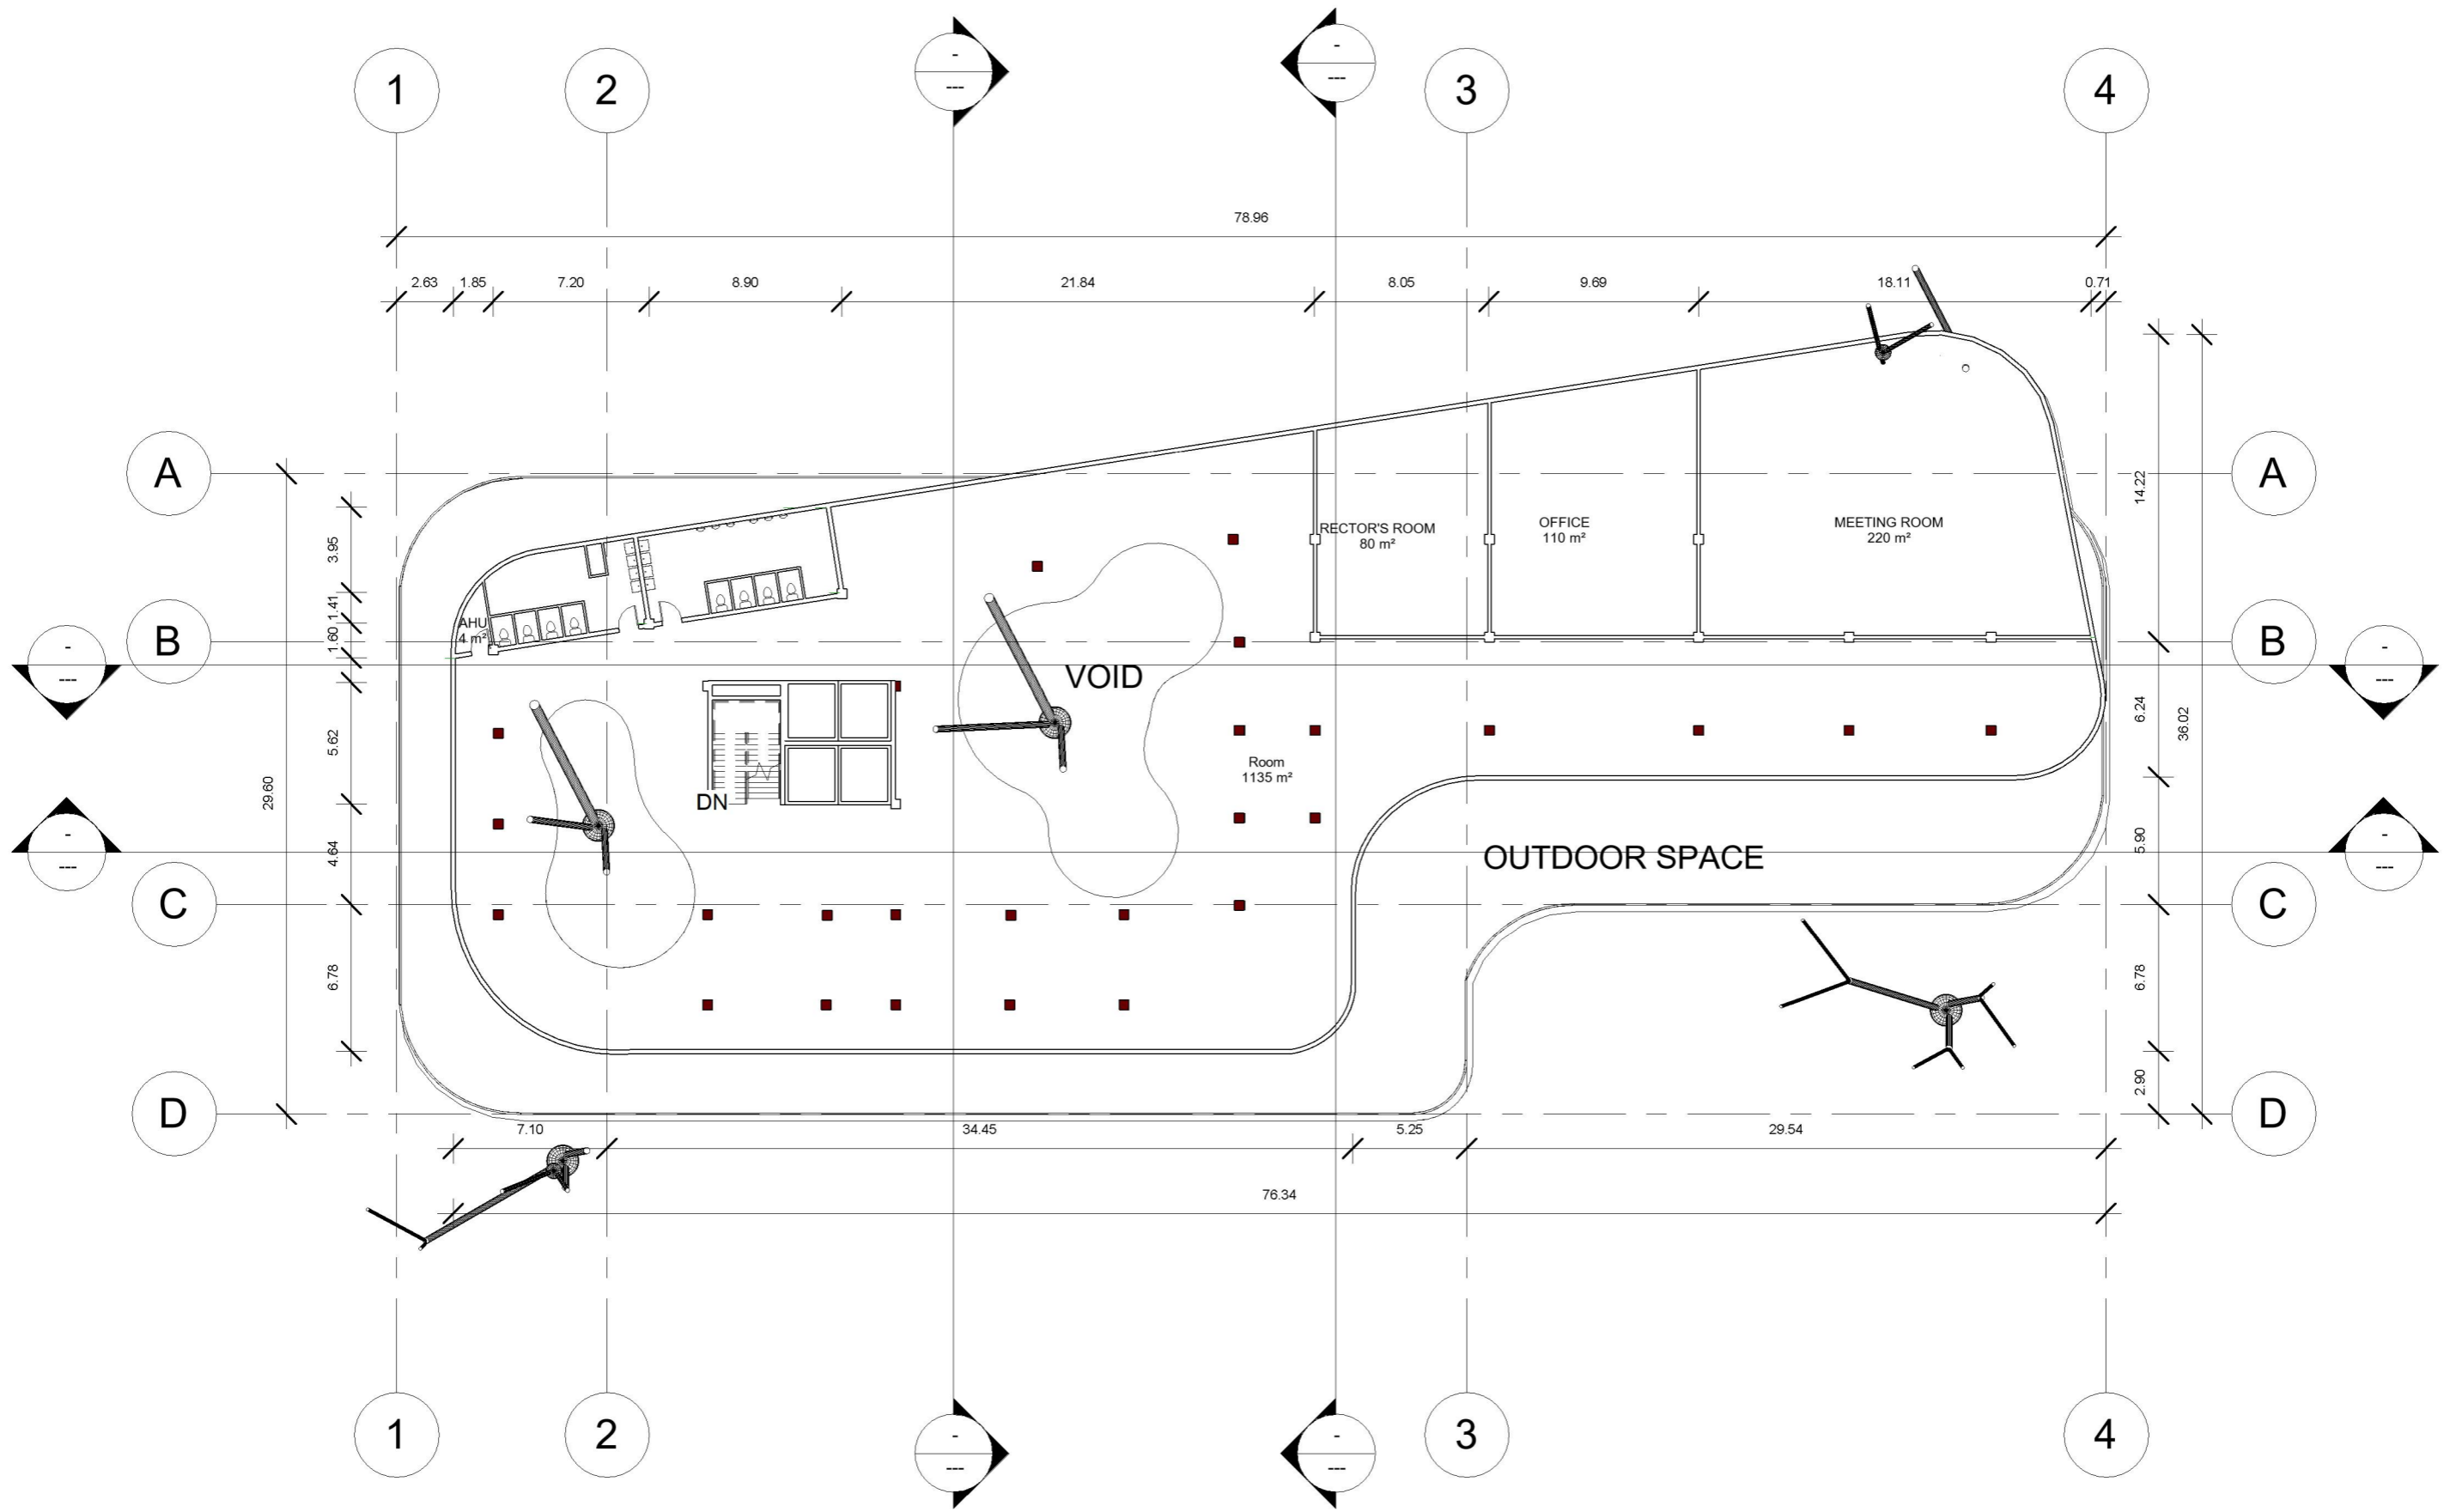 -
---
-
---
1
2
3
4
78.96
2.63
1.85
7.20
8.90
21.84
8.05
9.69
18.11
0.71
A
A
14.22
3.95
RECTOR'S ROOM
80 m²
OFFICE
110 m²
MEETING ROOM
220 m²
1.41
1.60
AHU
4 m²
B
B
-
---
-
---
VOID
5.62
6.24
36.02
29.60
Room
1135 m²
DN
-
---
-
---
4.64
5.90
OUTDOOR SPACE
C
C
6.78
6.78
2.90
D
D
7.10
34.45
5.25
29.54
76.34
1
2
3
4
-
---
-
---